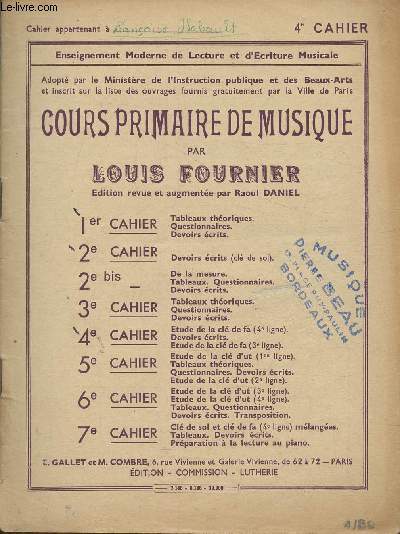 Cahier appartenant à Françoise
4e CAHIER
Enseignement Moderne de Lecture et d'Ecriture Musicale
Adopté par le Ministère de l'Instruction publique et des Beaux-Arts
et inscrit sur la liste des ouvrages fournis gratuitement par la Ville de Paris
COURS PRIMAIRE DE MUSIQUE
PAR
LOUIS FOURNIER
Edition revue et augmentée par Raoul DANIEL
1er CAHIER
Tableaux théoriques.
Questionnaires.
Devoirs écrits.
2e CAHIER
Devoirs écrits (clé de sol).
2e bis —
De la mesure.
Tableaux. Questionnaires.
Devoirs écrits.
3e CAHIER
Tableaux théoriques.
Questionnaires.
Devoirs écrits.
4e CAHIER
Etude de la clé de fa (4e ligne).
Devoirs écrits.
Etude de la clé de fa (3e ligne).
5e CAHIER
Etude de la clé d'ut (1re ligne).
Tableaux théoriques.
Questionnaires. Devoirs écrits.
Etude de la clé d'ut (2e ligne).
6e CAHIER
Etude de la clé d'ut (3e ligne).
Etude de la clé d'ut (4e ligne).
Tableaux. Questionnaires.
Devoirs écrits. Transposition.
7e CAHIER
Clé de sol et clé de fa (4e ligne) mélangées.
Tableaux. Devoirs écrits.
Préparation à la lecture au piano.
MUSIQUE
PIERRE BEAU
PLACE PUY-PAULIN
BORDEAUX
E. GALLET et M. COMBRE, 6, rue Vivienne et Galerie Vivienne, de 62 à 72 — PARIS
ÉDITION - COMMISSION - LUTHERIE